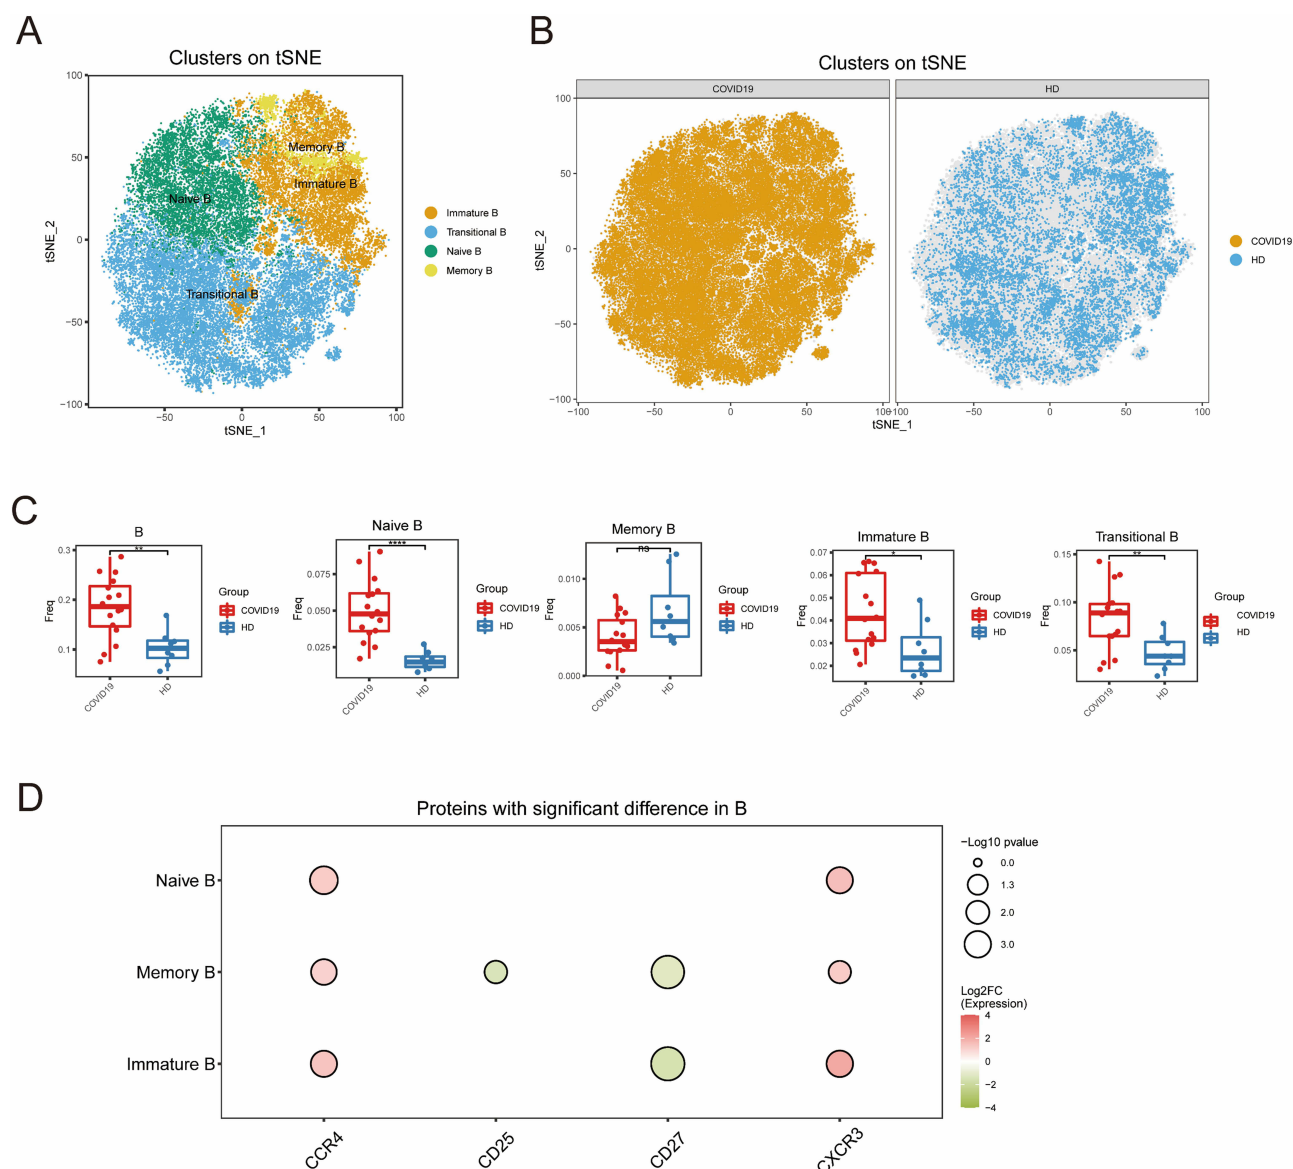 A
Clusters on tSNE
100
50
0
−50
−100
tSNE_2
Memory B
Immature B
Naive B
Transitional B
−50
0
50
100
tSNE_1
Immature B
Transitional B
Naive B
Memory B
B
Clusters on tSNE
COVID19
HD
100
50
0
−50
−100
tSNE_2
−100
−50
0
50
100
−100
−50
0
50
100
tSNE_1
COVID19
HD
C
B
**
0.3
0.2
0.1
Freq
COVID19
HD
Group
COVID19
HD
Naive B
****
0.075
0.050
0.025
Freq
COVID19
HD
Group
COVID19
HD
Memory B
ns
0.010
0.005
0.000
Freq
COVID19
HD
Group
COVID19
HD
Immature B
*
0.07
0.06
0.05
0.04
0.03
0.02
Freq
COVID19
HD
Group
COVID19
HD
Transitional B
**
0.15
0.10
0.05
Freq
COVID19
HD
Group
COVID19
HD
D
Proteins with significant difference in B
Naive B
Memory B
Immature B
CCR4
CD25
CD27
CXCR3
−Log10 pvalue
0.0
1.3
2.0
3.0
Log2FC
(Expression)
4
2
0
−2
−4